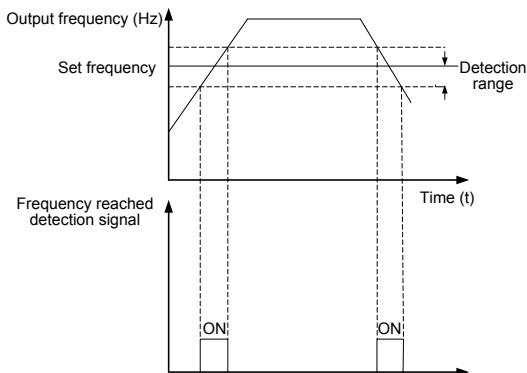 Output frequency (Hz)
Set frequency
Detection
range
Time (t)
Frequency reached
detection signal
ON
ON